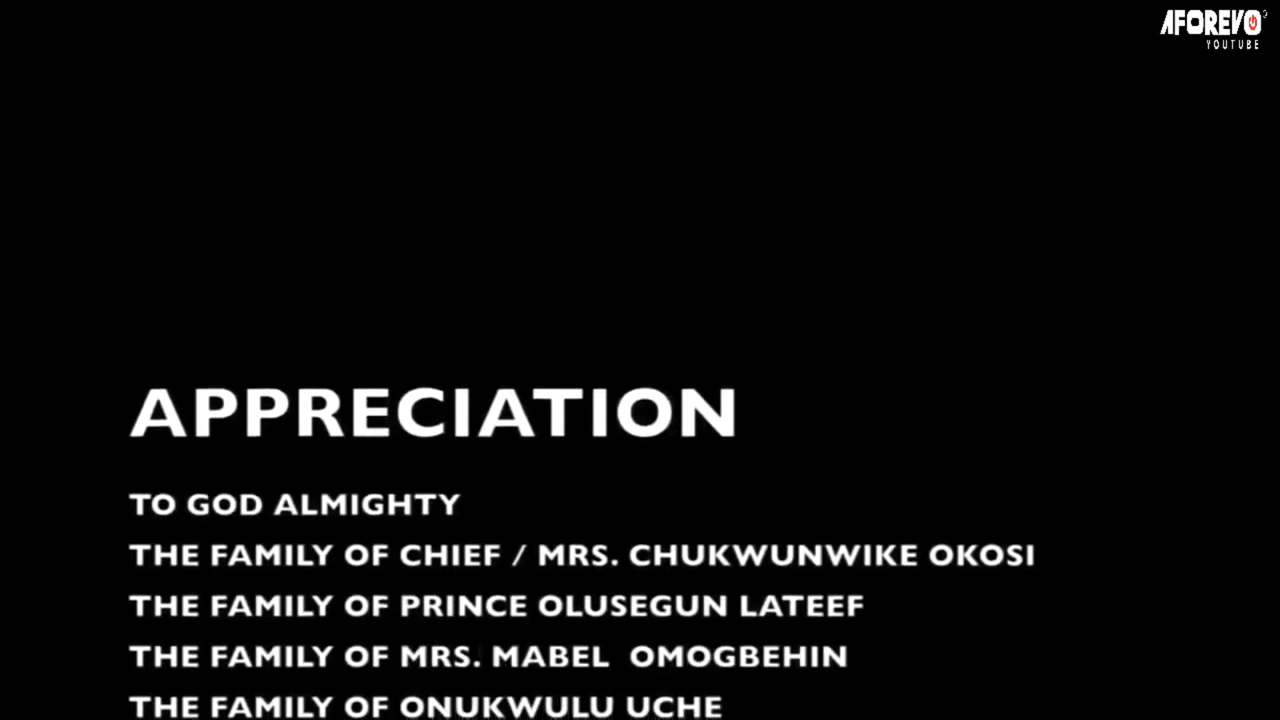 AFOREVO
YOUTUBE
APPRECIATION
TO GOD ALMIGHTY
THE FAMILY OF CHIEF / MRS. CHUKWUNWIKE OKOSI
THE FAMILY OF PRINCE OLUSEGUN LATEEF
THE FAMILY OF MRS. MABEL OMOGBEHIN
THE FAMILY OF ONUKWULU UCHE